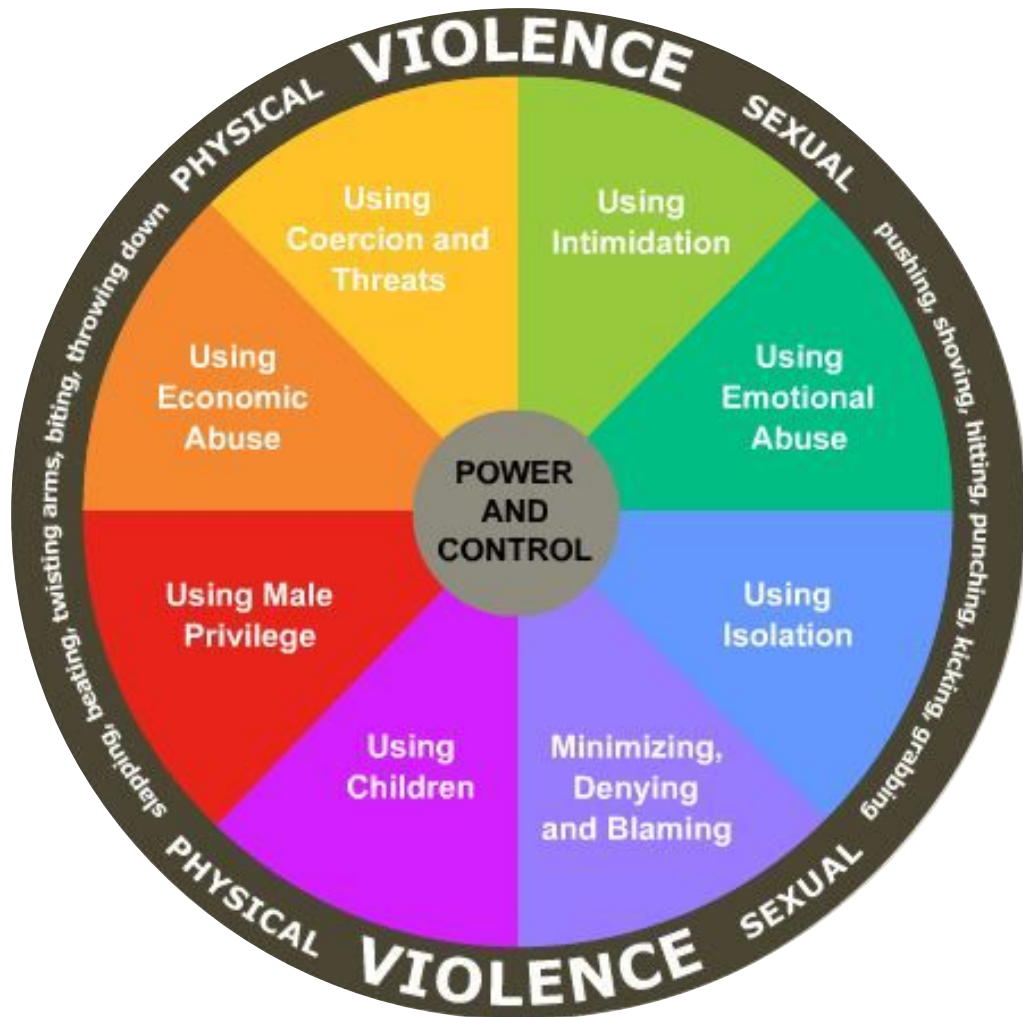 PHYSICAL VIOLENCE SEXUAL
pushing, shoving, hitting, punching, kicking, grabbing
slapping, beating, twisting arms, biting, throwing down
Using
Coercion and
Threats
Using
Intimidation
Using
Emotional
Abuse
Using
Isolation
Minimizing,
Denying
and Blaming
Using
Children
Using Male
Privilege
Using
Economic
Abuse
POWER
AND
CONTROL
PHYSICAL VIOLENCE SEXUAL